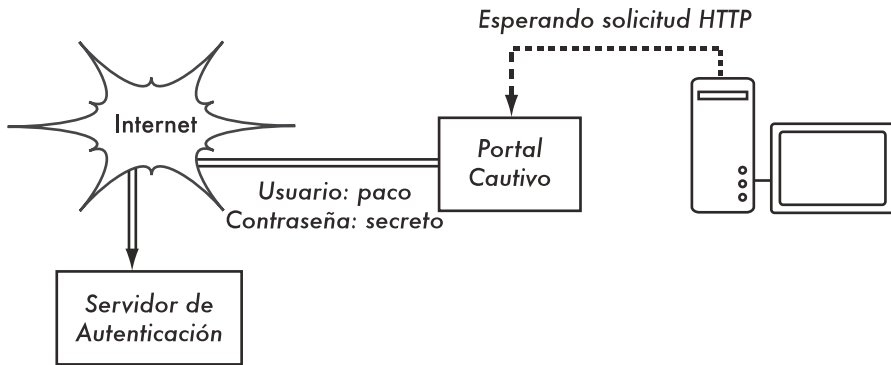 Esperando solicitud HTTP
Internet
Portal
Cautivo
Usuario: paco
Contraseña: secreto
Servidor de
Autenticación